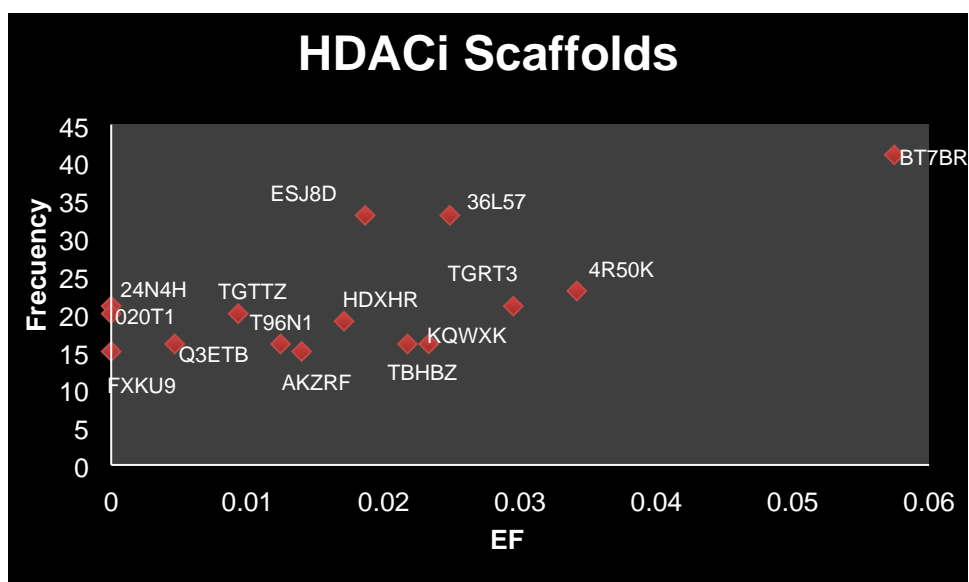 HDACi Scaffolds
45
40
35
30
25
20
15
10
5
0
Frecuency
BT7BR
ESJ8D
36L57
4R50K
TGRT3
24N4H
TGTTZ
HDXHR
020T1
T96N1
KQWXK
Q3ETB
TBHBZ
FXKU9
AKZRF
0
0.01
0.02
0.03
0.04
0.05
0.06
EF